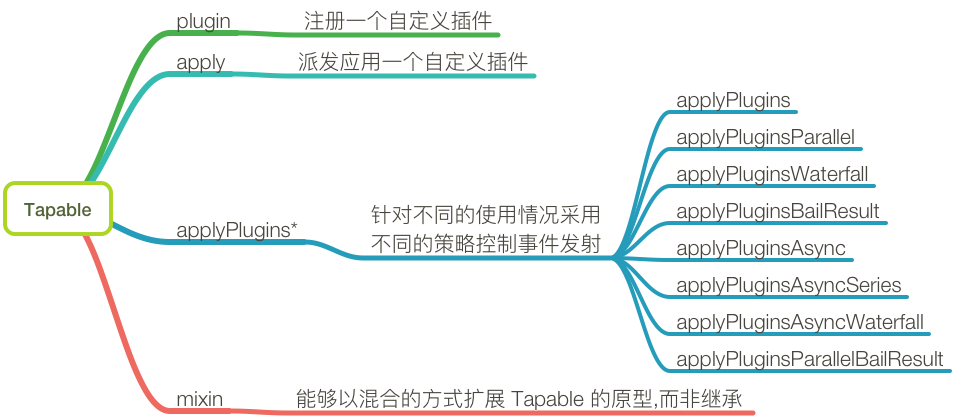 Tapable
plugin
注册一个自定义插件
apply
派发应用一个自定义插件
applyPlugins*
针对不同的使用情况采用
不同的策略控制事件发射
applyPlugins
applyPluginsParallel
applyPluginsWaterfall
applyPluginsBailResult
applyPluginsAsync
applyPluginsAsyncSeries
applyPluginsAsyncWaterfall
applyPluginsParallelBailResult
mixin
能够以混合的方式扩展 Tapable 的原型,而非继承